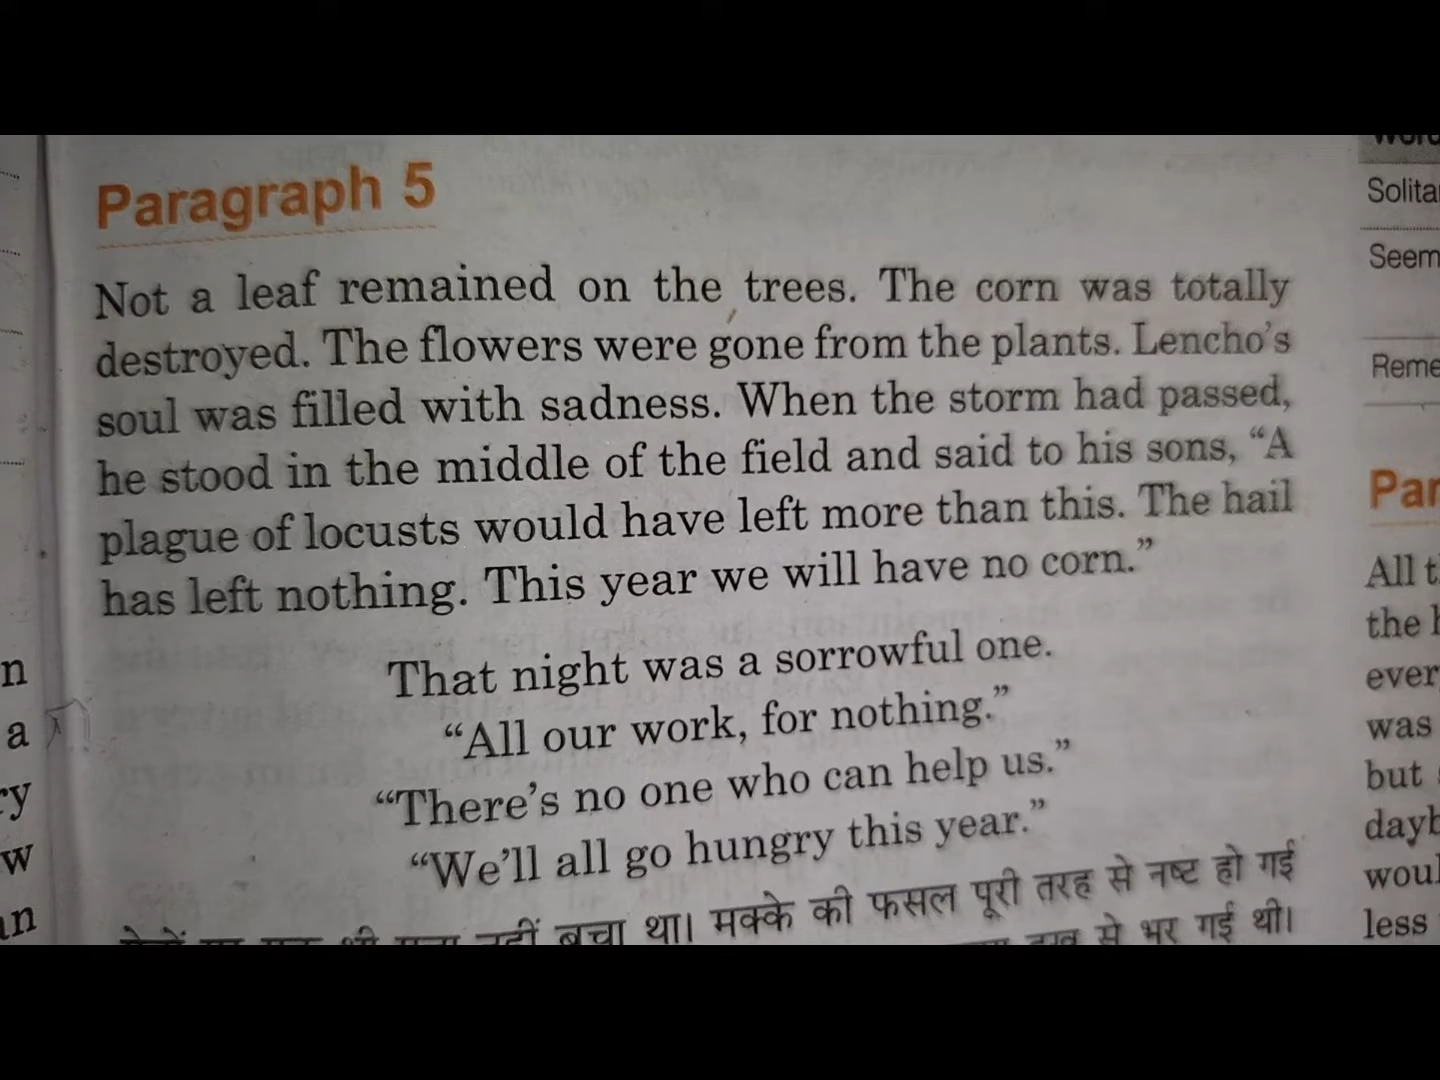 Paragraph 5
Not a leaf remained on the trees. The corn was totally
destroyed. The flowers were gone from the plants. Lencho's
soul was filled with sadness. When the storm had passed,
he stood in the middle of the field and said to his sons, “A
plague of locusts would have left more than this. The hail
has left nothing. This year we will have no corn.”
That night was a sorrowful one.
“All our work, for nothing.”
“There's no one who can help us.”
“We'll all go hungry this year.”
नहीं बचा था। मक्के की फसल पूरी तरह से नष्ट हो गई
से भर गई थी।
n
a
ry
w
Solita
Seem
Reme
Par
All t
the h
ever
was
but
dayb
woul
less